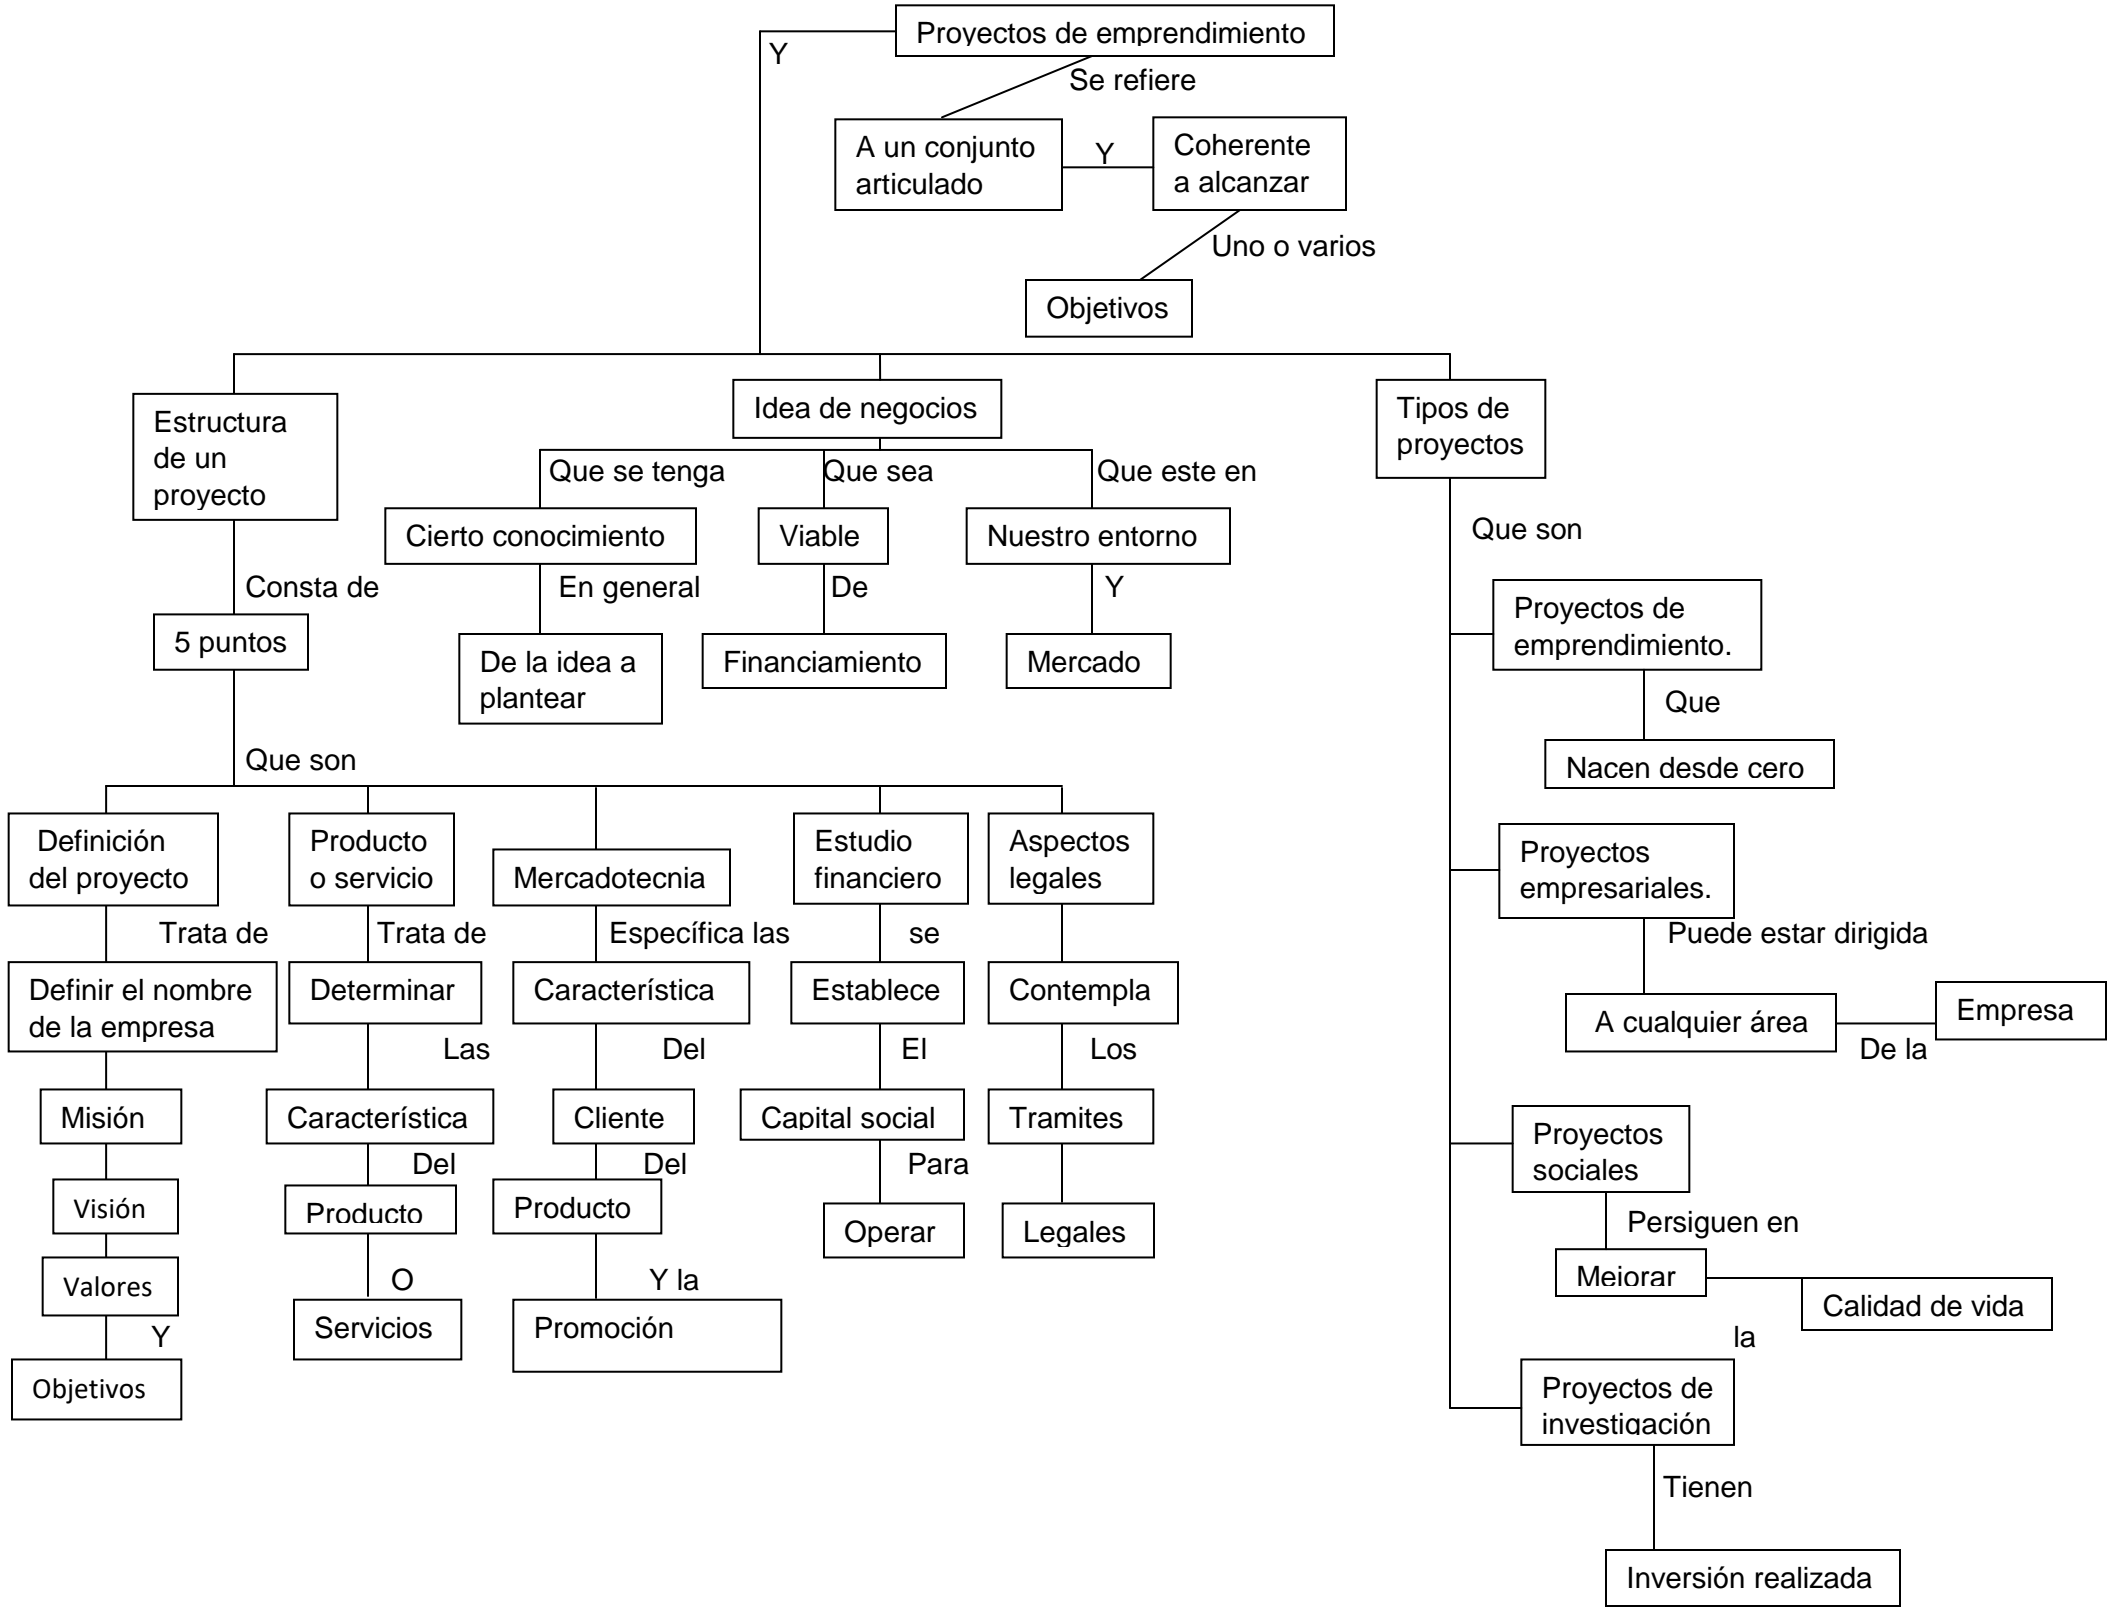 Proyectos de emprendimiento
Y
Se refiere
A un conjunto
articulado
Y
Coherente
a alcanzar
Uno o varios
Objetivos
Estructura
de un
proyecto
Idea de negocios
Tipos de
proyectos
Que se tenga
Que sea
Que este en
Cierto conocimiento
Viable
Nuestro entorno
Que son
Consta de
En general
De
Y
5 puntos
De la idea a
plantear
Financiamiento
Mercado
Proyectos de
emprendimiento.
Que
Nacen desde cero
Que son
Definición
del proyecto
Producto
o servicio
Mercadotecnia
Estudio
financiero
Aspectos
legales
Proyectos
empresariales.
Trata de
Trata de
Específica las
se
Puede estar dirigida
Definir el nombre
de la empresa
Determinar
Característica
Establece
Contempla
A cualquier área
De la
Empresa
Las
Del
El
Los
Misión
Característica
Cliente
Capital social
Tramites
Proyectos
sociales
Del
Del
Para
Visión
Producto
Producto
Operar
Legales
Persiguen en
Valores
O
Y la
Mejorar
Calidad de vida
la
Y
Servicios
Promoción
Objetivos
Proyectos de
investigación
Tienen
Inversión realizada